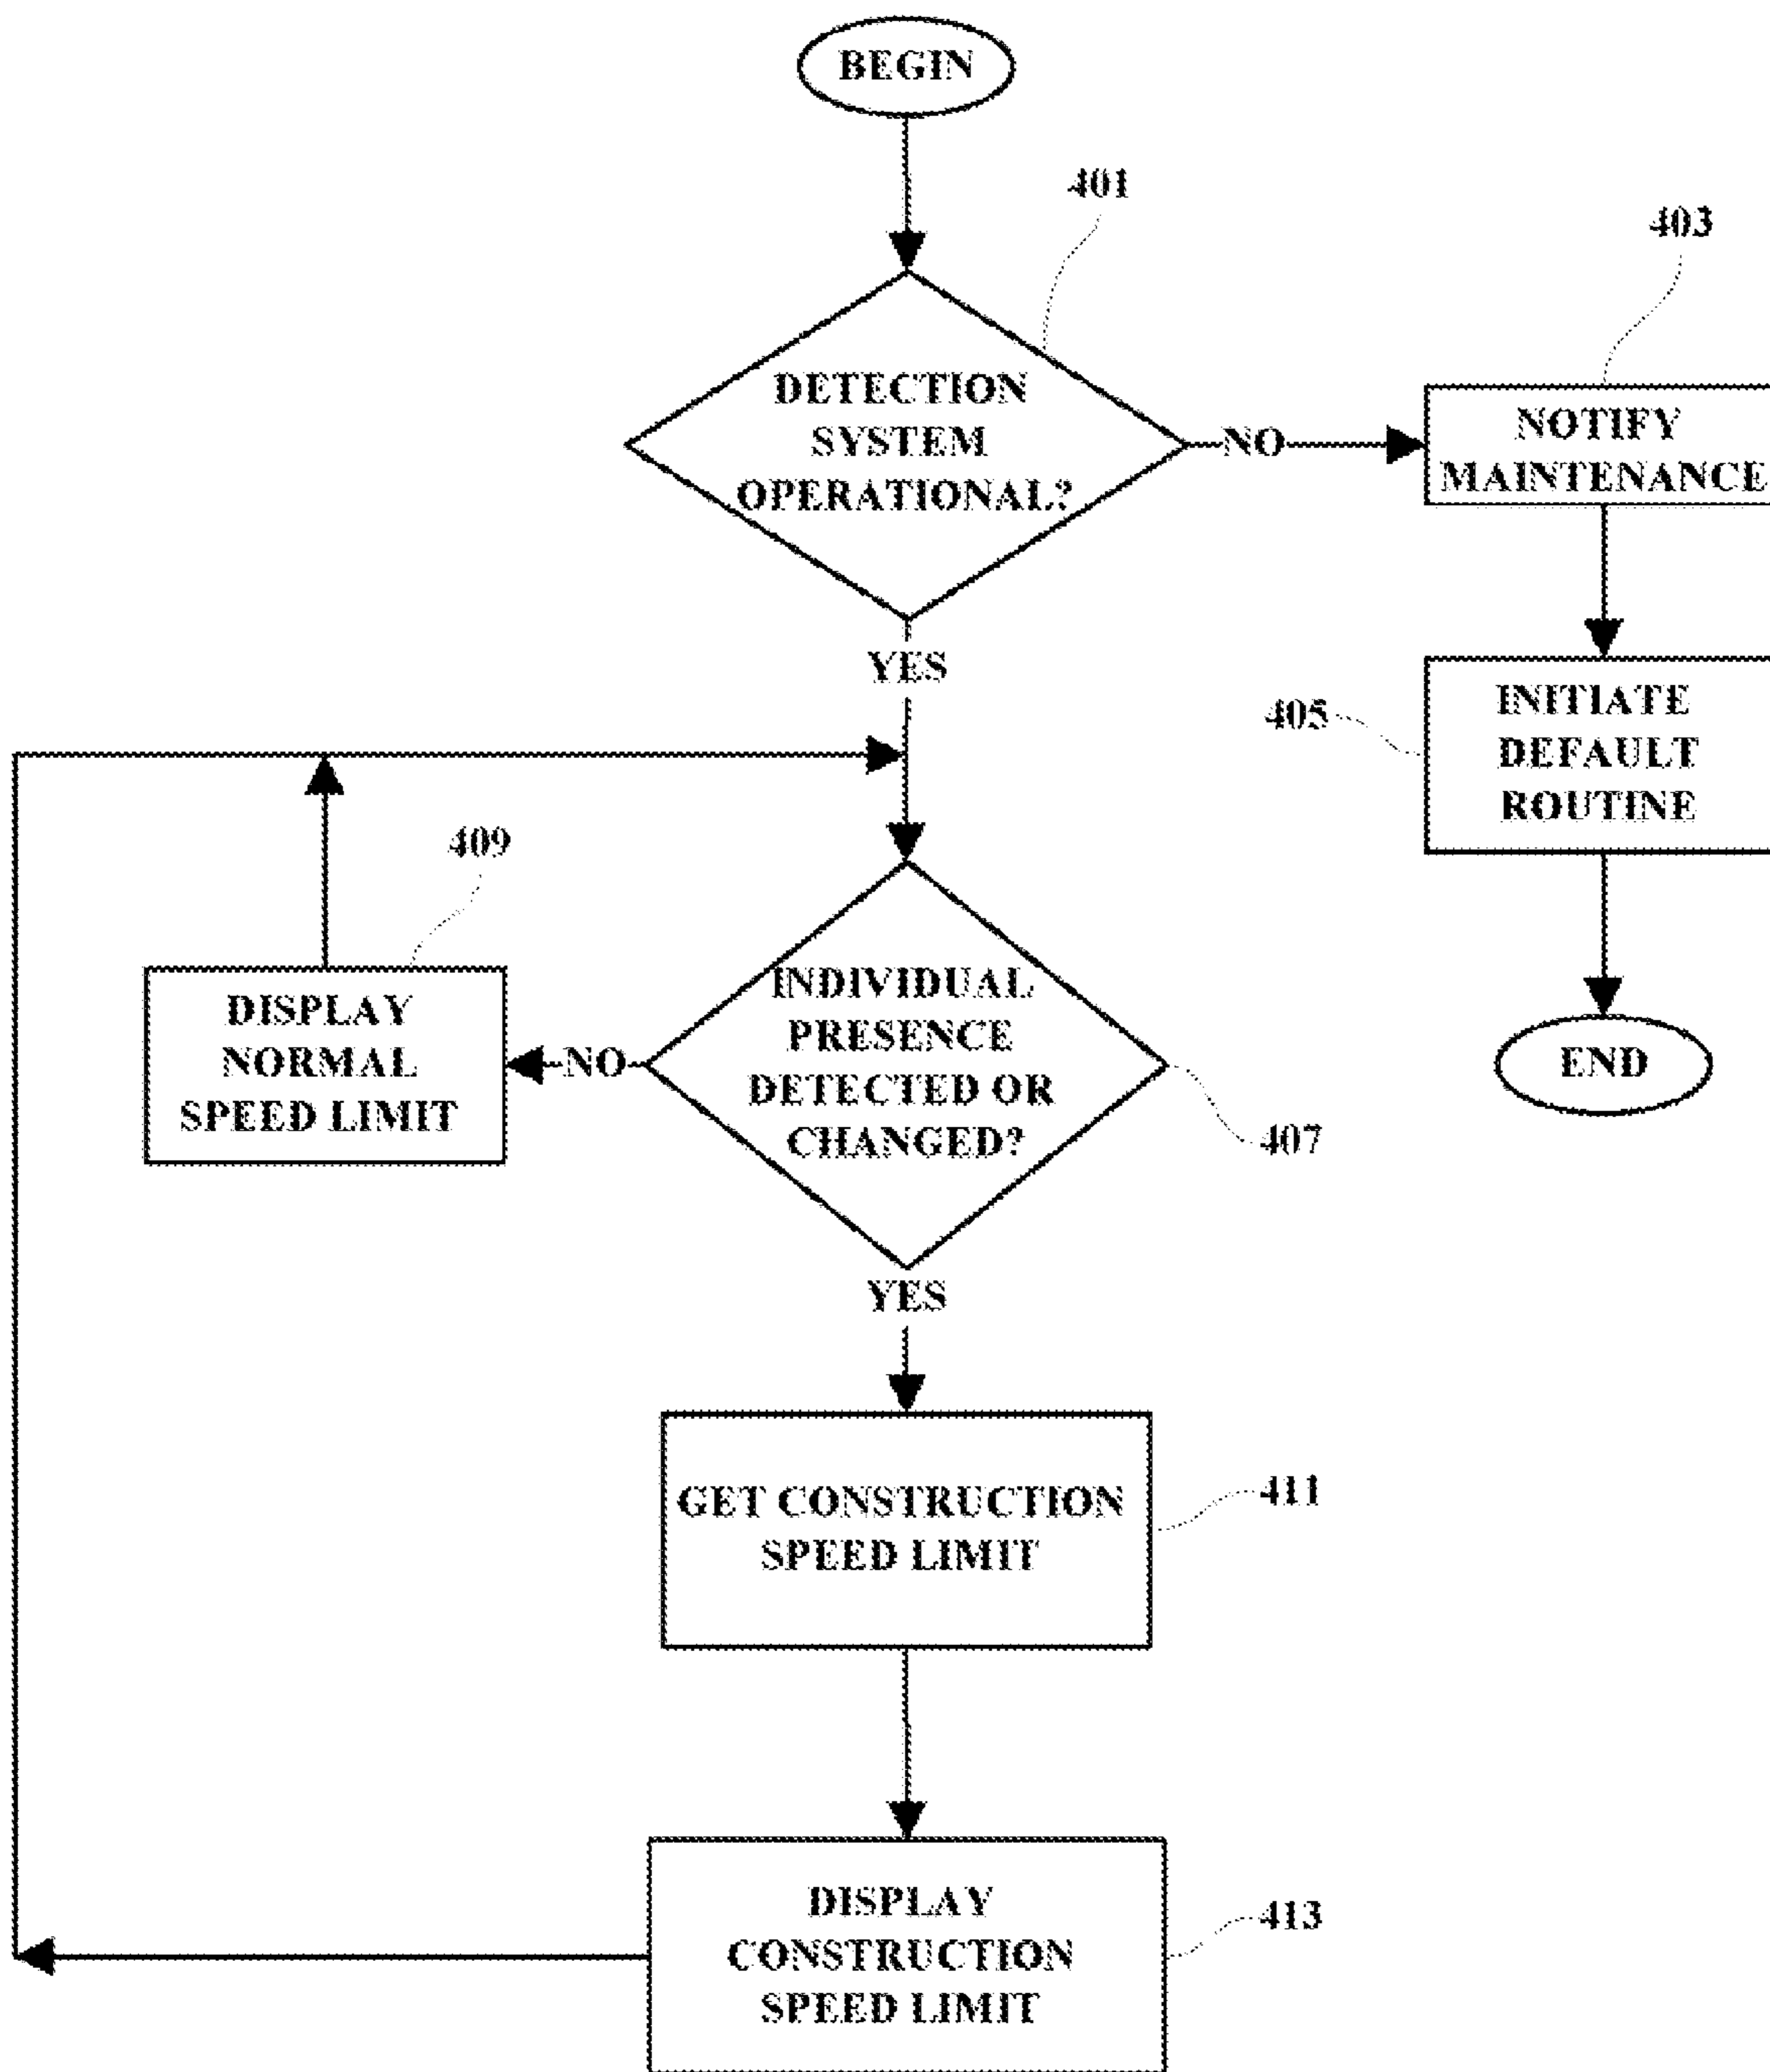 BEGIN
401
403
DETECTION
SYSTEM
OPERATIONAL?
NO
NOTIFY
MAINTENANCE
YES
405
INITIATE
DEFAULT
ROUTINE
409
DISPLAY
NORMAL
SPEED LIMIT
NO
INDIVIDUAL
PRESENCE
DETECTED OR
CHANGED?
407
END
YES
GET CONSTRUCTION
SPEED LIMIT
411
DISPLAY
CONSTRUCTION
SPEED LIMIT
413